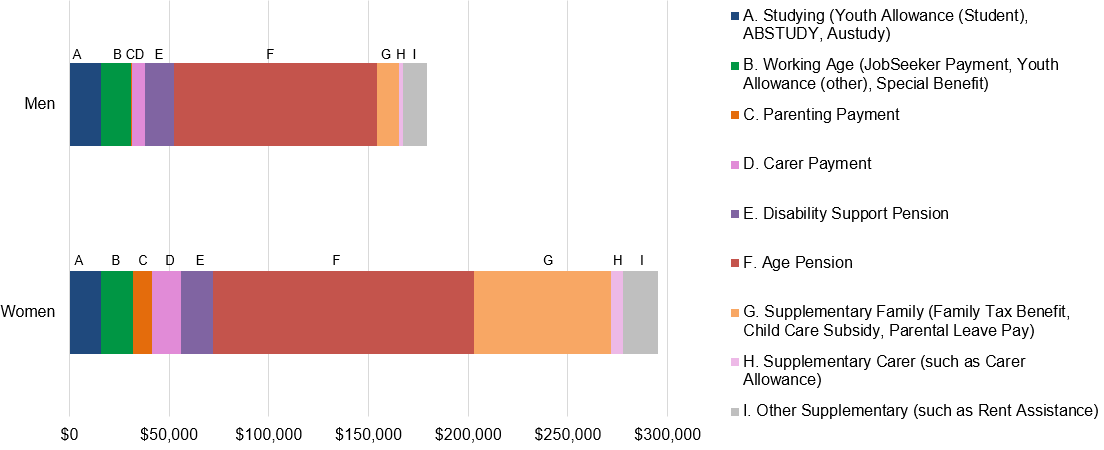 A B CD E F G H I
Men
A B C D E F G H I
Women
$0 $50,000 $100,000 $150,000 $200,000 $250,000 $300,000
A. Studying (Youth Allowance (Student),
ABSTUDY, Austudy)
B. Working Age (JobSeeker Payment, Youth
Allowance (other), Special Benefit)
C. Parenting Payment
D. Carer Payment
E. Disability Support Pension
F. Age Pension
G. Supplementary Family (Family Tax Benefit,
Child Care Subsidy, Parental Leave Pay)
H. Supplementary Carer (such as Carer
Allowance)
I. Other Supplementary (such as Rent Assistance)